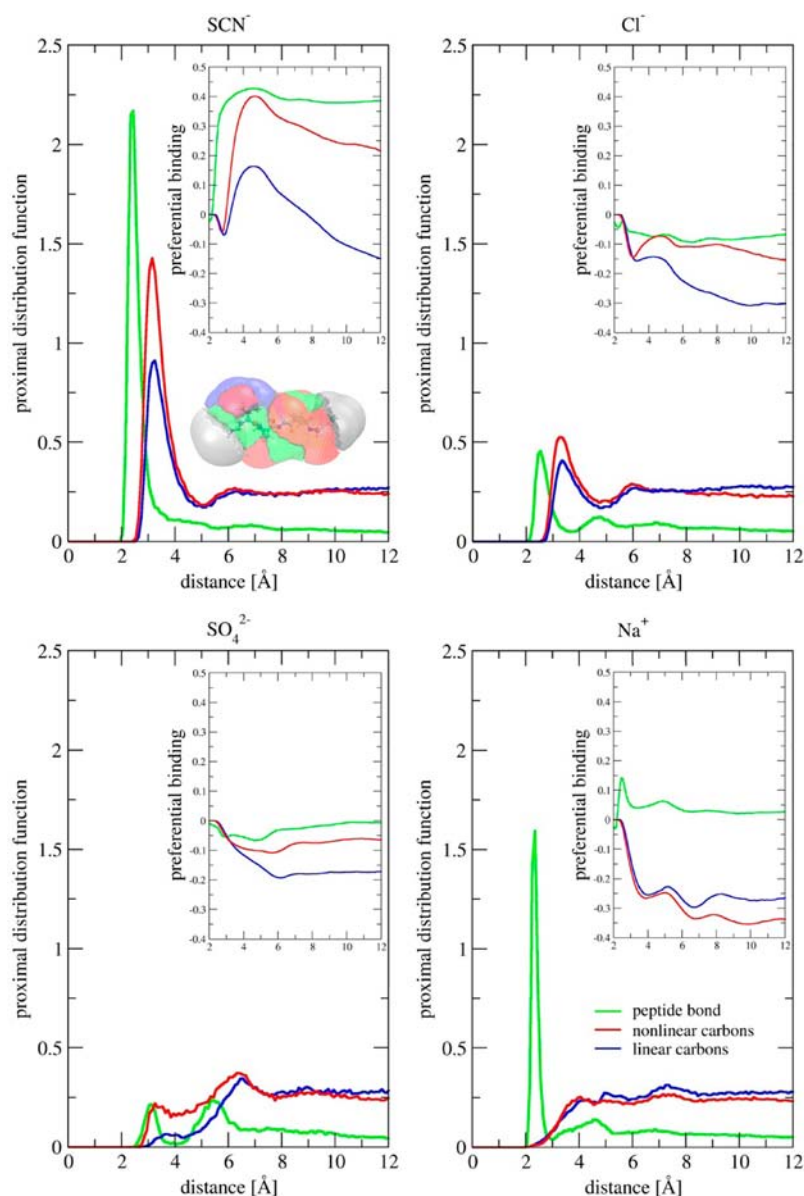 SCN⁻
2.5
2
1.5
1
0.5
0
proximal distribution function
0 2 4 6 8 10 12
distance [Å]
0.5
0.4
0.3
0.2
0.1
0
-0.1
-0.2
-0.3
-0.4
preferential binding
2 4 6 8 10 12
Cl⁻
2.5
2
1.5
1
0.5
0
proximal distribution function
0 2 4 6 8 10 12
distance [Å]
0.5
0.4
0.3
0.2
0.1
0
-0.1
-0.2
-0.3
-0.4
preferential binding
2 4 6 8 10 12
SO₄²⁻
2.5
2
1.5
1
0.5
0
proximal distribution function
0 2 4 6 8 10 12
distance [Å]
0.5
0.4
0.3
0.2
0.1
0
-0.1
-0.2
-0.3
-0.4
preferential binding
2 4 6 8 10 12
Na⁺
2.5
2
1.5
1
0.5
0
proximal distribution function
0 2 4 6 8 10 12
distance [Å]
0.5
0.4
0.3
0.2
0.1
0
-0.1
-0.2
-0.3
-0.4
preferential binding
2 4 6 8 10 12
peptide bond
nonlinear carbons
linear carbons